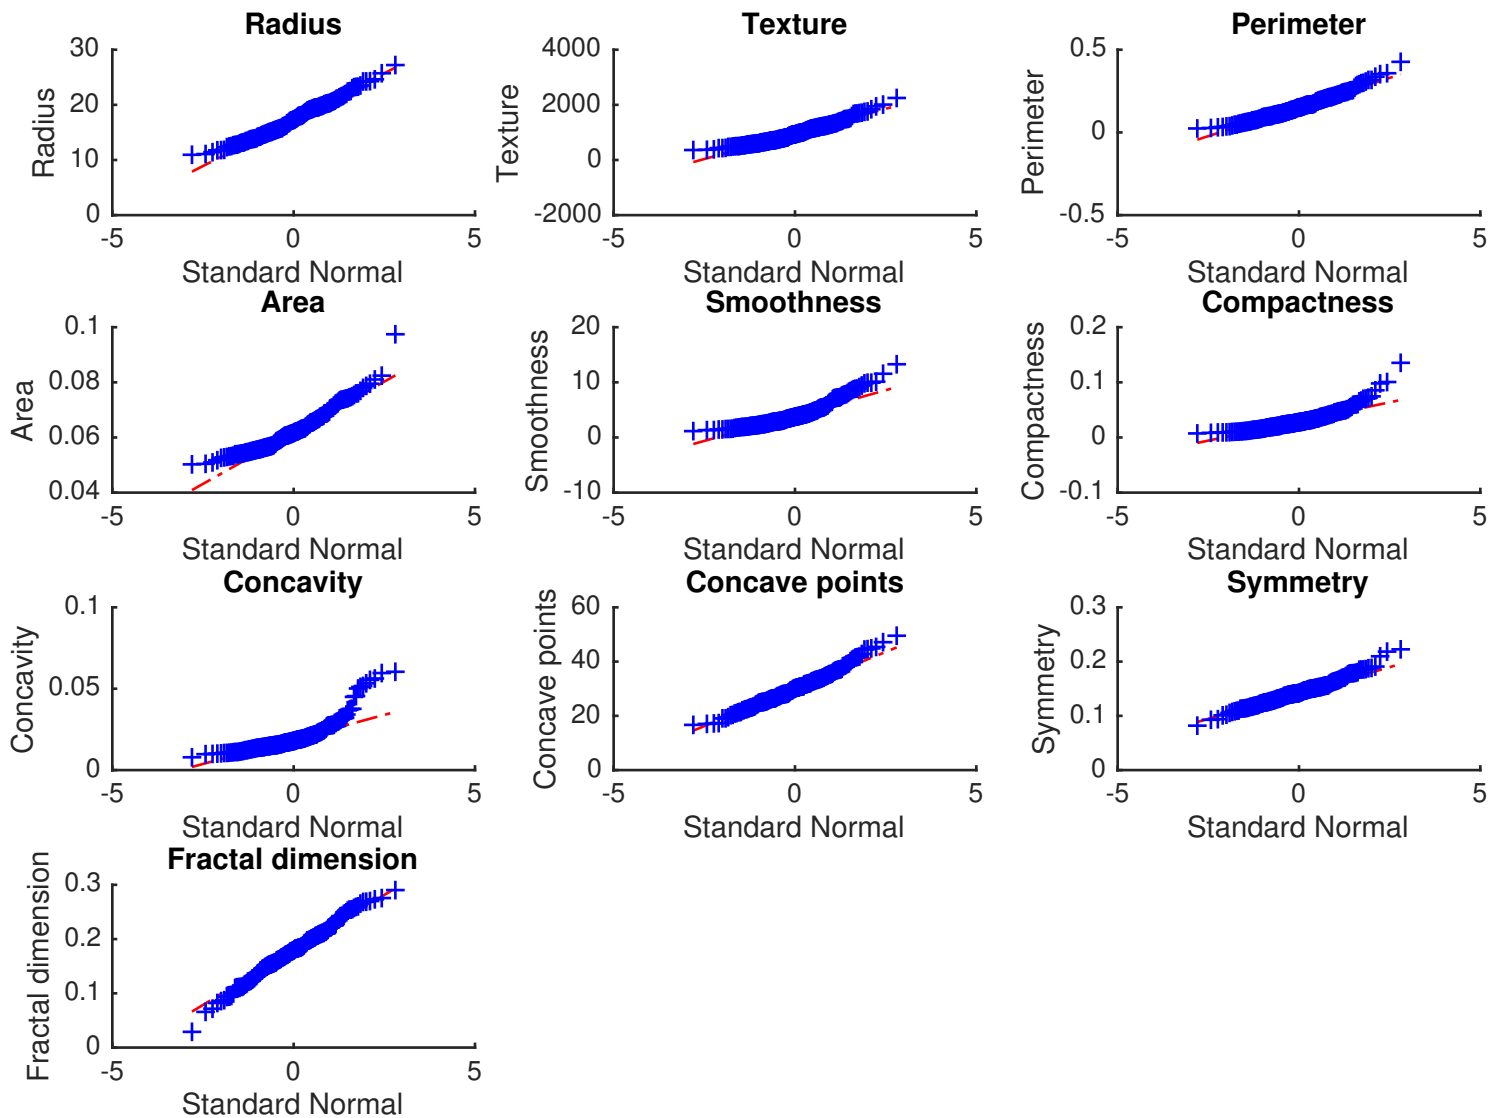 Radius
30
20
10
0
Radius
-5
0
5
Standard Normal
Texture
4000
2000
0
-2000
Texture
-5
0
5
Standard Normal
Perimeter
0.5
0
-0.5
Perimeter
-5
0
5
Standard Normal
Area
0.1
0.08
0.06
0.04
Area
-5
0
5
Standard Normal
Smoothness
20
10
0
-10
Smoothness
-5
0
5
Standard Normal
Compactness
0.2
0.1
0
-0.1
Compactness
-5
0
5
Standard Normal
Concavity
0.1
0.05
0
Concavity
-5
0
5
Standard Normal
Concave points
60
40
20
0
Concave points
-5
0
5
Standard Normal
Symmetry
0.3
0.2
0.1
0
Symmetry
-5
0
5
Standard Normal
Fractal dimension
0.3
0.2
0.1
0
Fractal dimension
-5
0
5
Standard Normal